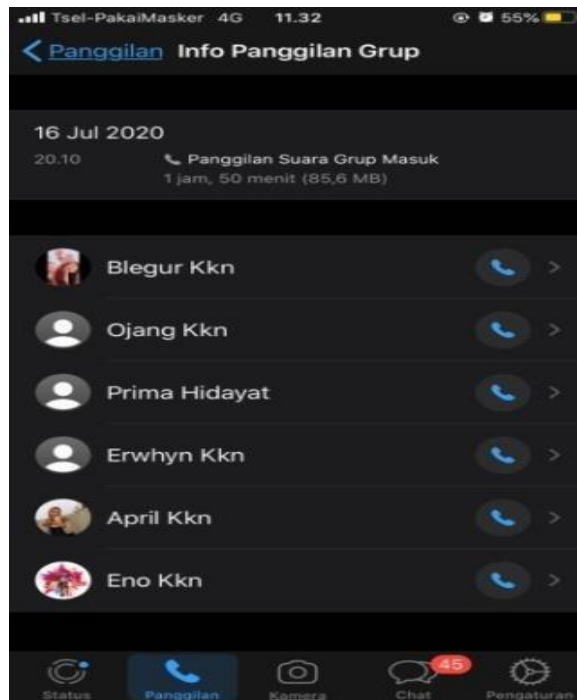 Tsel-PakaiMasker 4G 11.32 55%
Panggilan Info Panggilan Grup
16 Jul 2020
20.10 Panggilan Suara Grup Masuk
1 jam, 50 menit (85,6 MB)
Blegur Kkn
Ojang Kkn
Prima Hidayat
Erwhyn Kkn
April Kkn
Eno Kkn
45
Status Panggilan Kamera Chat Pengaturan